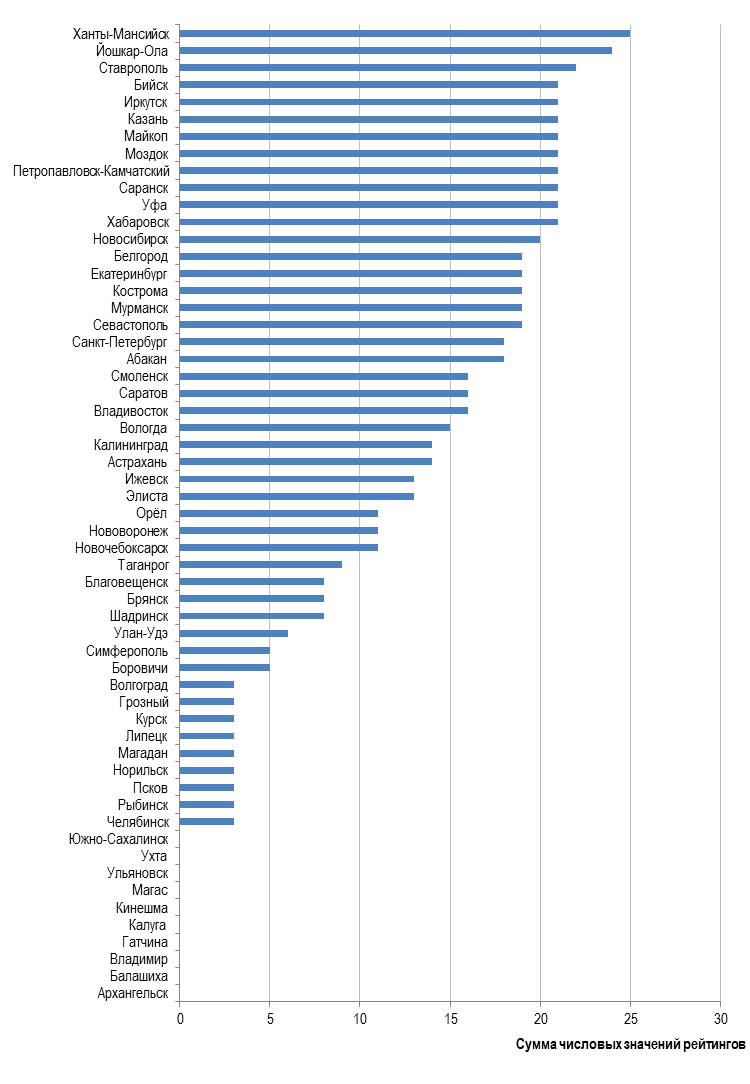 Ханты-Мансийск
Йошкар-Ола
Ставрополь
Бийск
Иркутск
Казань
Майкоп
Моздок
Петропавловск-Камчатский
Саранск
Уфа
Хабаровск
Новосибирск
Белгород
Екатеринбург
Кострома
Мурманск
Севастополь
Санкт-Петербург
Абакан
Смоленск
Саратов
Владивосток
Вологда
Калининград
Астрахань
Ижевск
Элиста
Орёл
Нововоронеж
Новочебоксарск
Таганрог
Благовещенск
Брянск
Шадринск
Улан-Удэ
Симферополь
Боровичи
Волгоград
Грозный
Курск
Липецк
Магадан
Норильск
Псков
Рыбинск
Челябинск
Южно-Сахалинск
Ухта
Ульяновск
Магас
Кинешма
Калуга
Гатчина
Владимир
Балашиха
Архангельск
0 5 10 15 20 25 30
Сумма числовых значений рейтингов